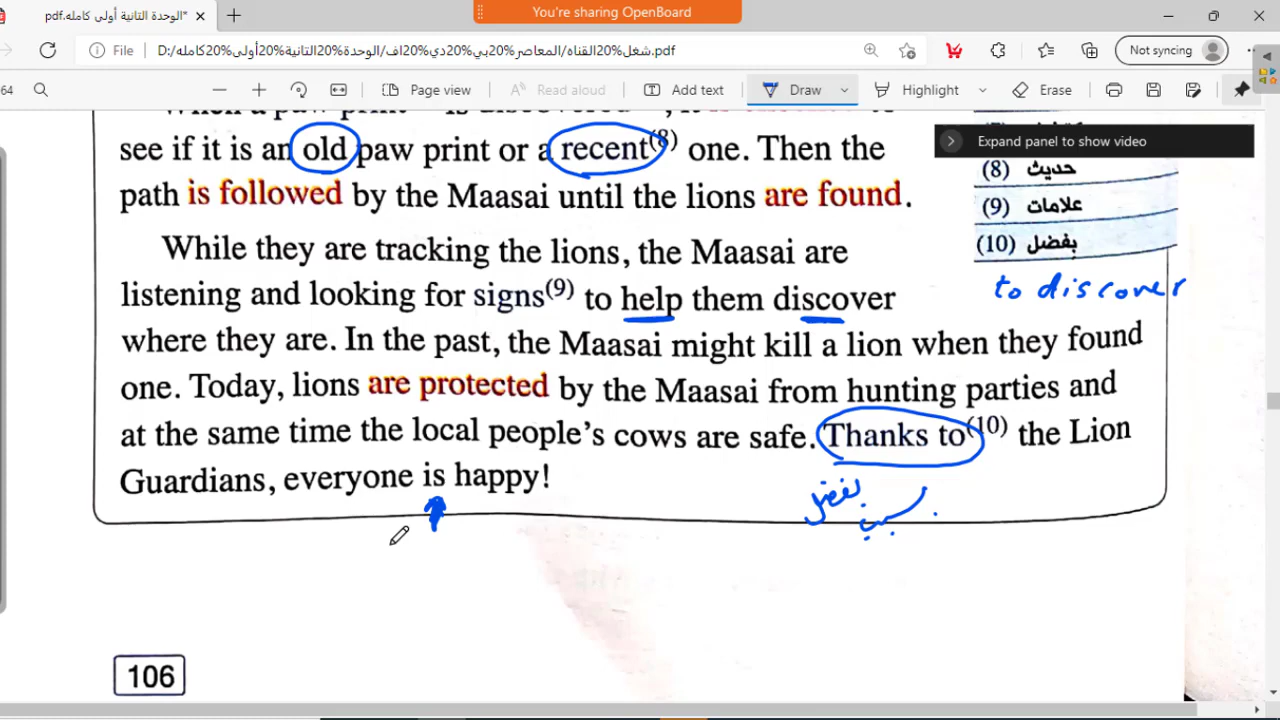 الوحدة الثانية أولى كامله.pdf*
You're sharing OpenBoard
File
D:/شغل%20القناه/المعاصر%20بي%20دي%20اف/الوحدة%20الثانية%20أولى%20كامله.pdf
Not syncing
64
Page view
Read aloud
Add text
Draw
Highlight
Erase
Expand panel to show video
see if it is an old paw print or a recent(8) one. Then the
path is followed by the Maasai until the lions are found.
While they are tracking the lions, the Maasai are
listening and looking for signs(9) to help them discover
where they are. In the past, the Maasai might kill a lion when they found
one. Today, lions are protected by the Maasai from hunting parties and
at the same time the local people's cows are safe. Thanks to(10) the Lion
Guardians, everyone is happy!
(8) حديث
(9) علامات
(10) بفضل
to discover
بفضل
بسبب
106